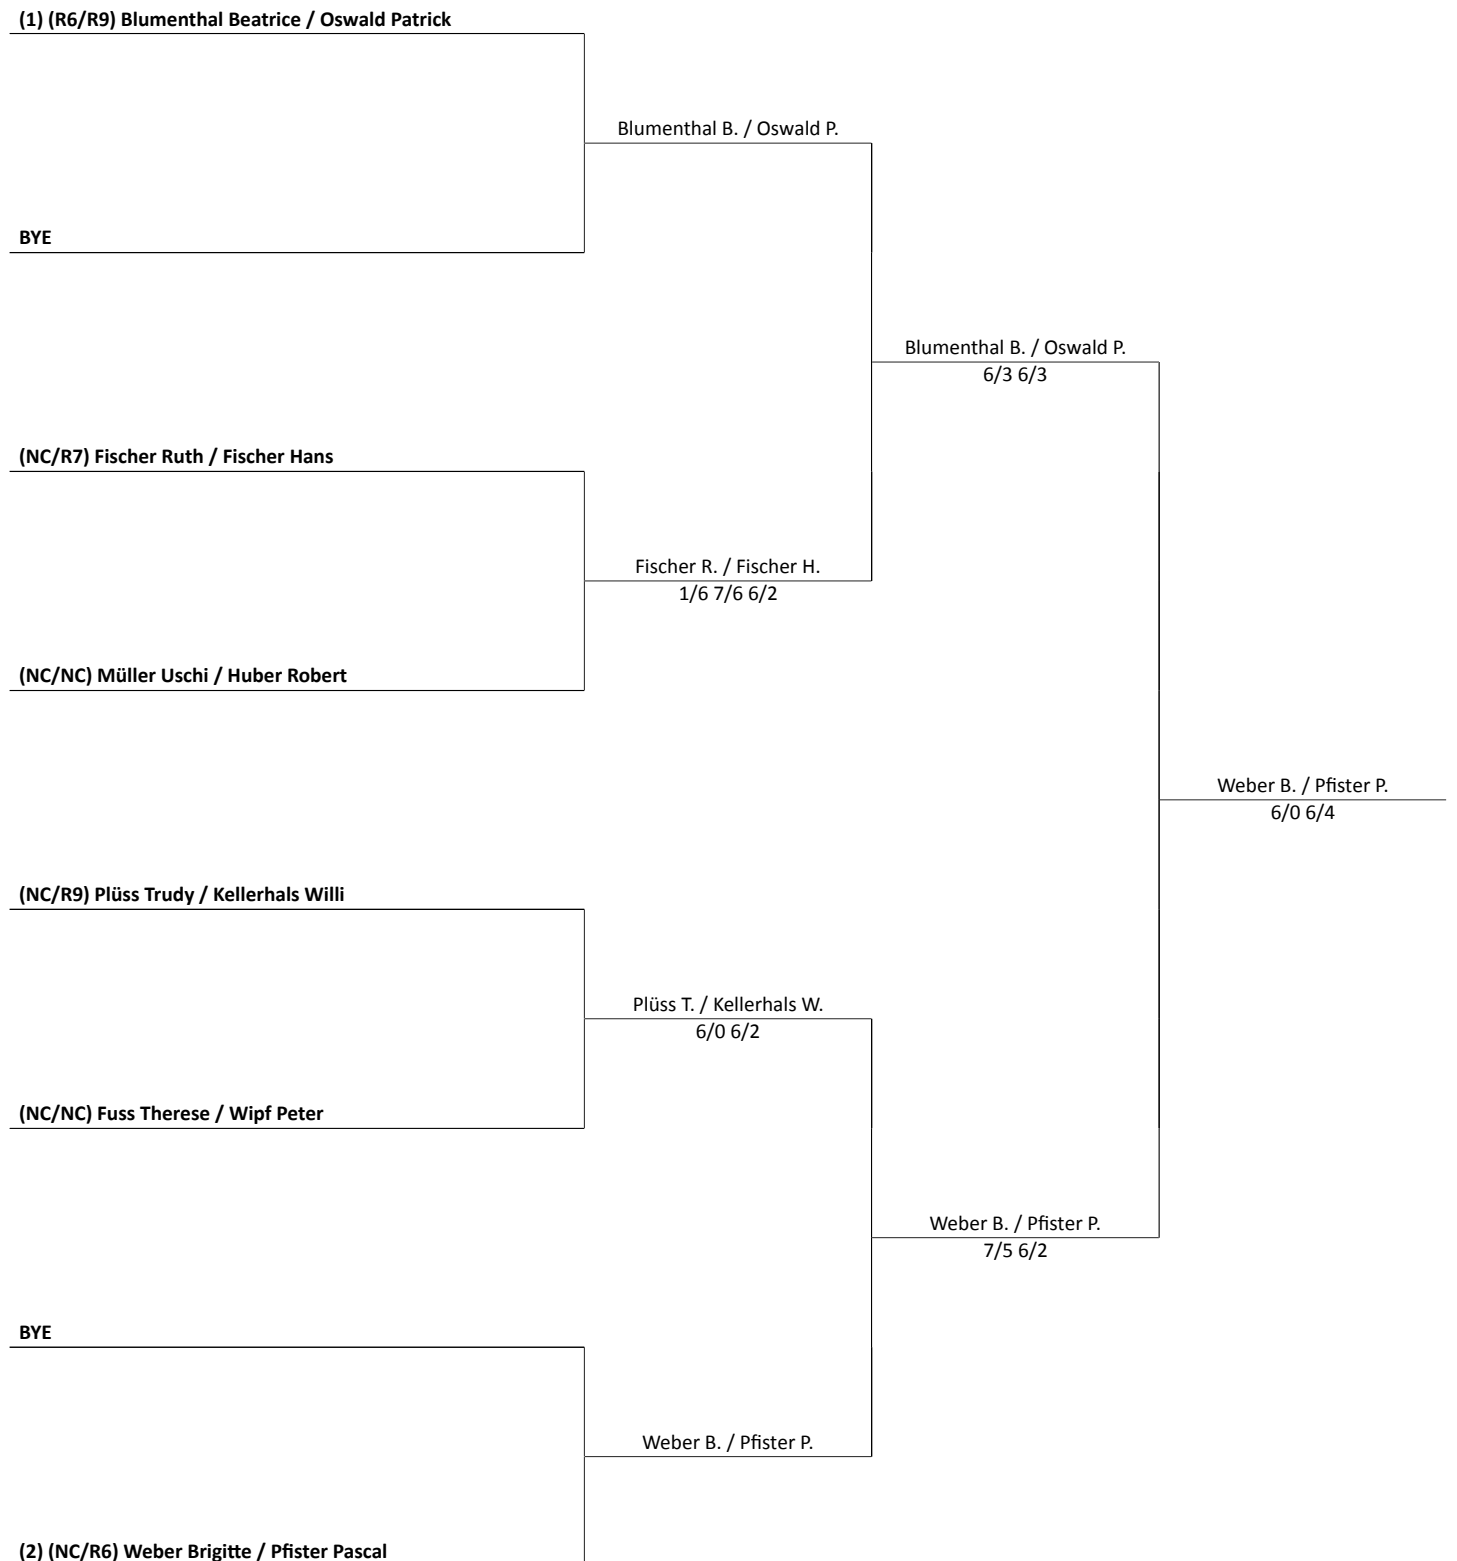 (1) (R6/R9) Blumenthal Beatrice / Oswald Patrick
Blumenthal B. / Oswald P.
BYE
Blumenthal B. / Oswald P.
6/3 6/3
(NC/R7) Fischer Ruth / Fischer Hans
Fischer R. / Fischer H.
1/6 7/6 6/2
(NC/NC) Müller Uschi / Huber Robert
Weber B. / Pfister P.
6/0 6/4
(NC/R9) Plüss Trudy / Kellerhals Willi
Plüss T. / Kellerhals W.
6/0 6/2
(NC/NC) Fuss Therese / Wipf Peter
Weber B. / Pfister P.
7/5 6/2
BYE
Weber B. / Pfister P.
(2) (NC/R6) Weber Brigitte / Pfister Pascal